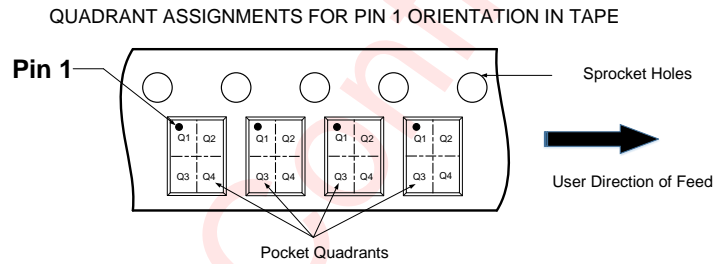 QUADRANT ASSIGNMENTS FOR PIN 1 ORIENTATION IN TAPE
Pin 1
Sprocket Holes
Q1 Q2 Q1 Q2 Q1 Q2 Q1 Q2
Q3 Q4 Q3 Q4 Q3 Q4 Q3 Q4
User Direction of Feed
Pocket Quadrants